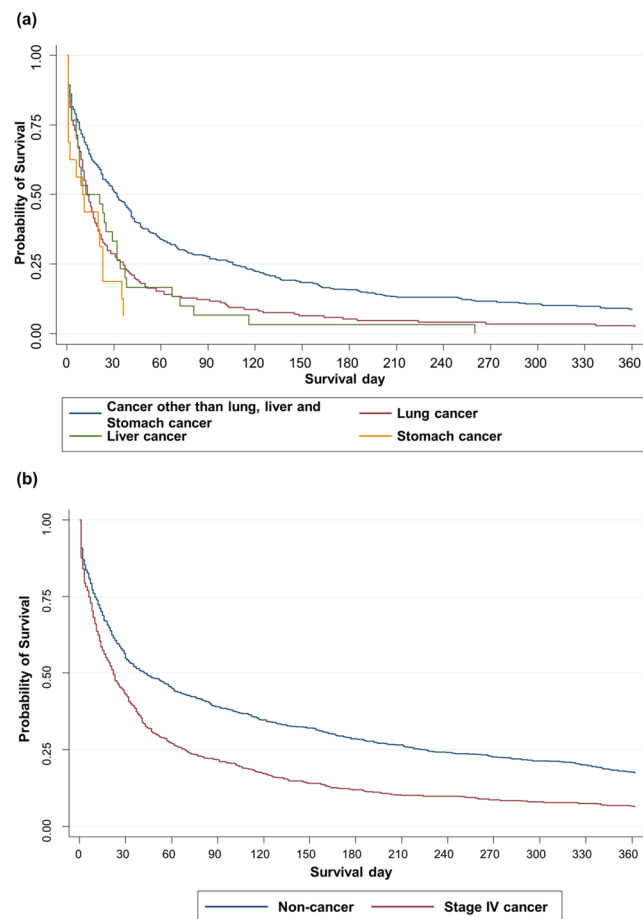 (a)
1.00
0.75
0.50
0.25
0.00
Probability of Survival
0 30 60 90 120 150 180 210 240 270 300 330 360
Survival day
Cancer other than lung, liver and
Stomach cancer
Lung cancer
Liver cancer
Stomach cancer
(b)
1.00
0.75
0.50
0.25
0.00
Probability of Survival
0 30 60 90 120 150 180 210 240 270 300 330 360
Survival day
Non-cancer
Stage IV cancer